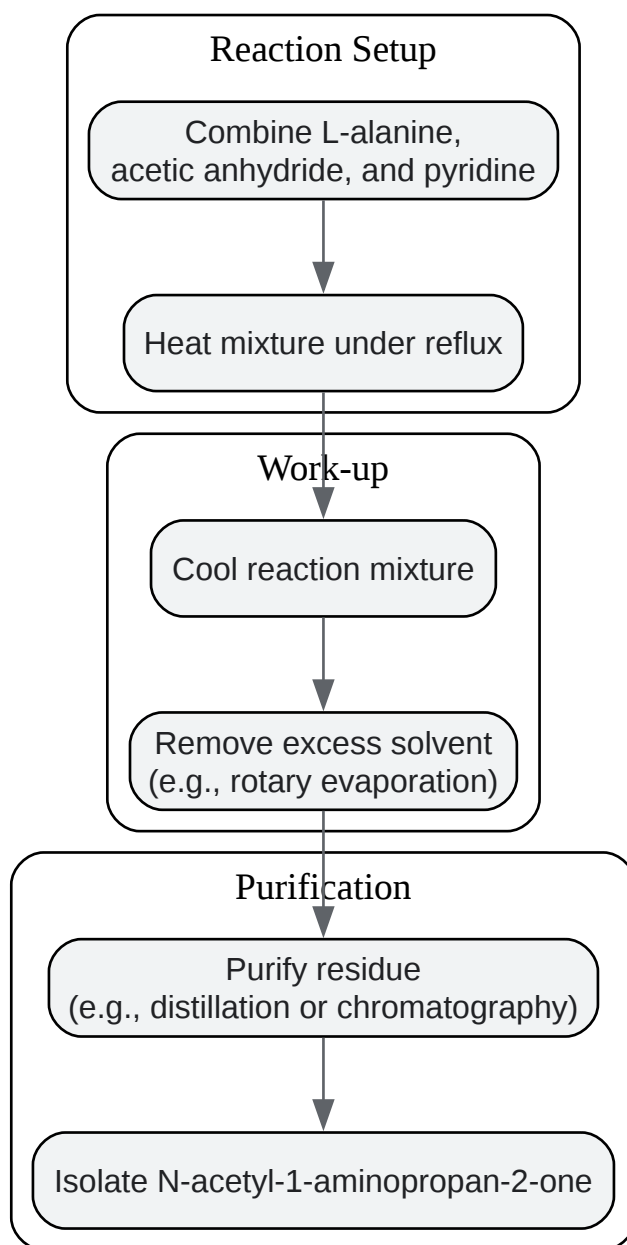 Reaction Setup
Combine L-alanine,
acetic anhydride, and pyridine
Heat mixture under reflux
Work-up
Cool reaction mixture
Remove excess solvent
(e.g., rotary evaporation)
Purification
Purify residue
(e.g., distillation or chromatography)
Isolate N-acetyl-1-aminopropan-2-one